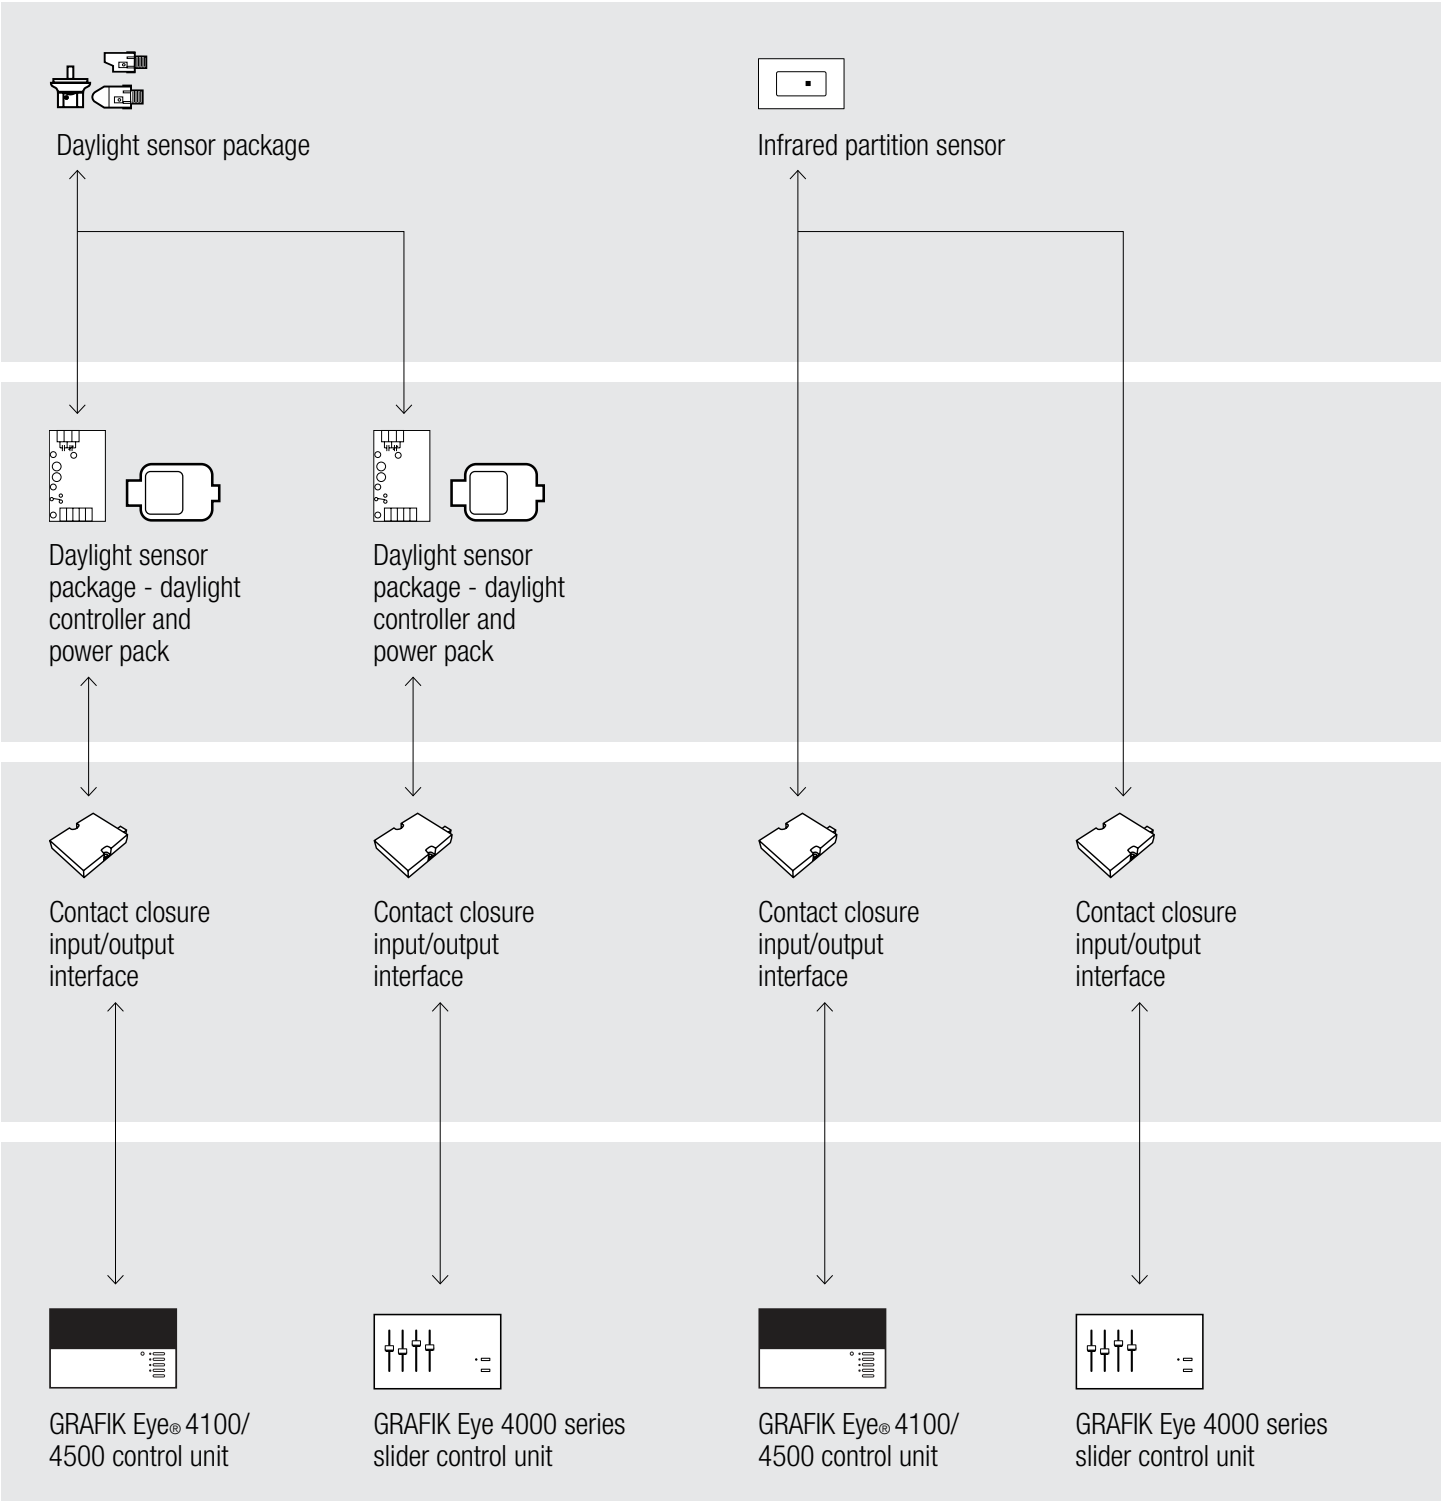 Daylight sensor package
Infrared partition sensor
Daylight sensor
package - daylight
controller and
power pack
Daylight sensor
package - daylight
controller and
power pack
Contact closure
input/output
interface
Contact closure
input/output
interface
Contact closure
input/output
interface
Contact closure
input/output
interface
GRAFIK Eye® 4100/
4500 control unit
GRAFIK Eye 4000 series
slider control unit
GRAFIK Eye® 4100/
4500 control unit
GRAFIK Eye 4000 series
slider control unit